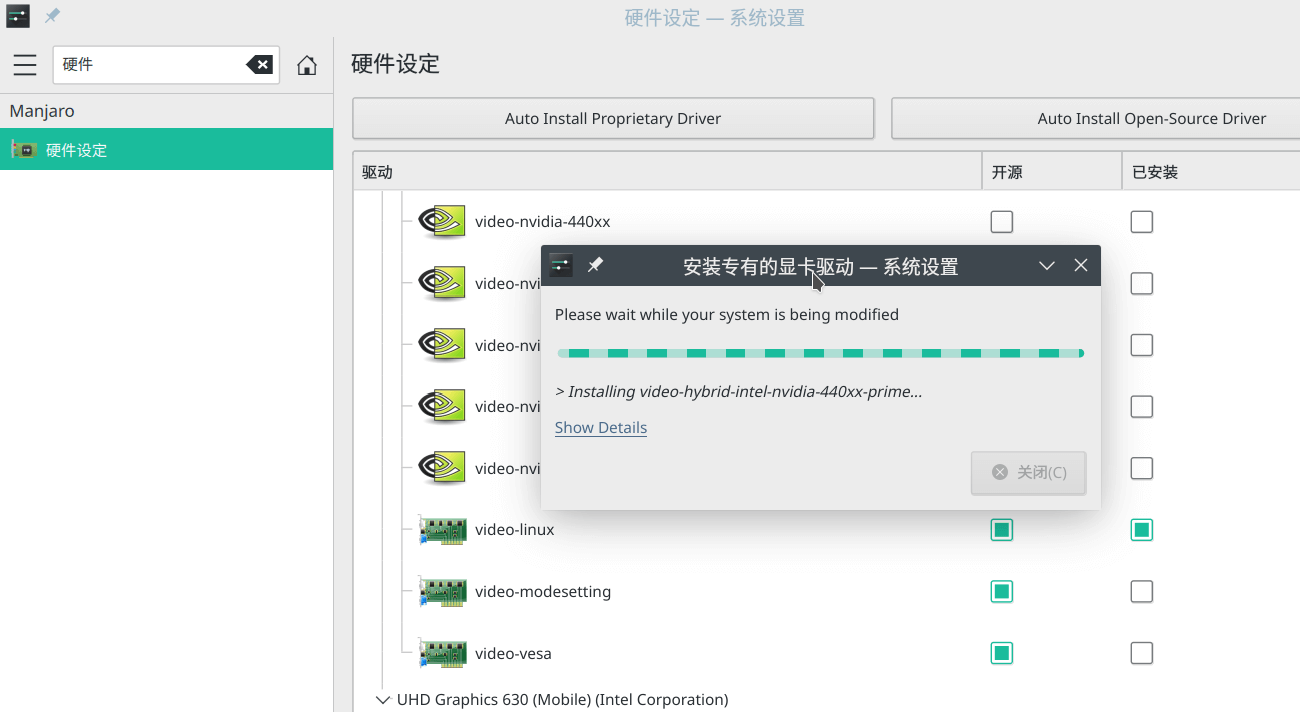 硬件设定 — 系统设置
硬件
硬件设定
Manjaro
硬件设定
Auto Install Proprietary Driver
Auto Install Open-Source Driver
驱动
开源
已安装
video-nvidia-440xx
video-nvi
video-nvi
video-nvi
video-nvi
安装专有的显卡驱动 — 系统设置
Please wait while your system is being modified
> Installing video-hybrid-intel-nvidia-440xx-prime...
Show Details
关闭(C)
video-linux
video-modesetting
video-vesa
UHD Graphics 630 (Mobile) (Intel Corporation)